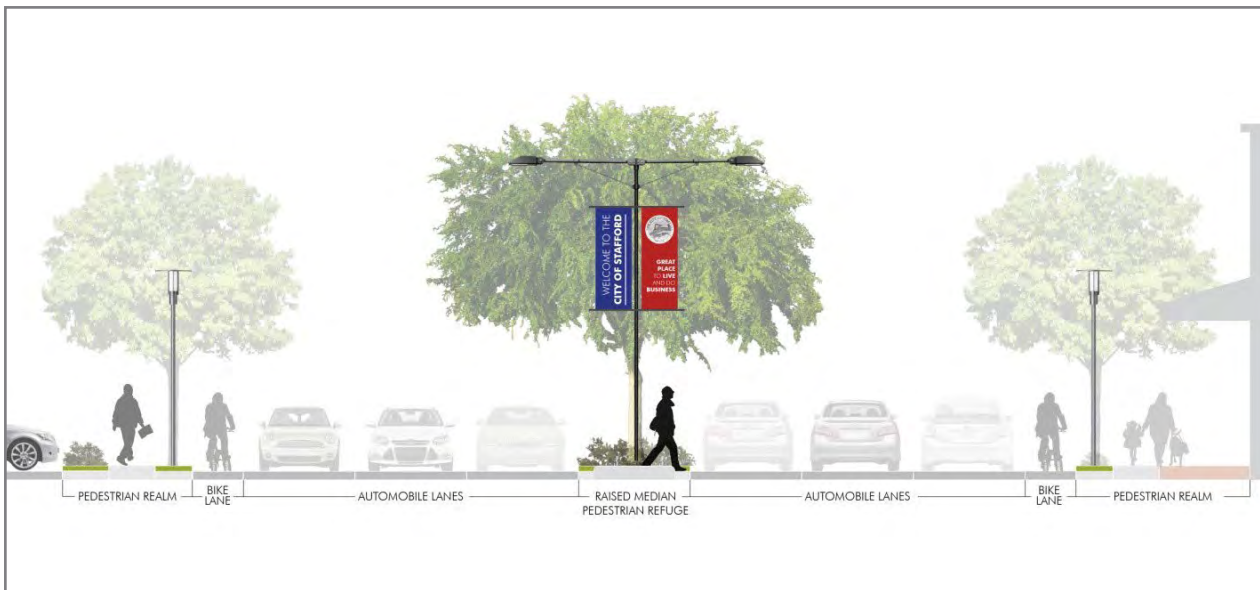 WELCOME TO THE
CITY OF STAFFORD
GREAT
PLACE
TO LIVE
AND DO
BUSINESS
PEDESTRIAN REALM
BIKE
LANE
AUTOMOBILE LANES
RAISED MEDIAN
PEDESTRIAN REFUGE
AUTOMOBILE LANES
BIKE
LANE
PEDESTRIAN REALM